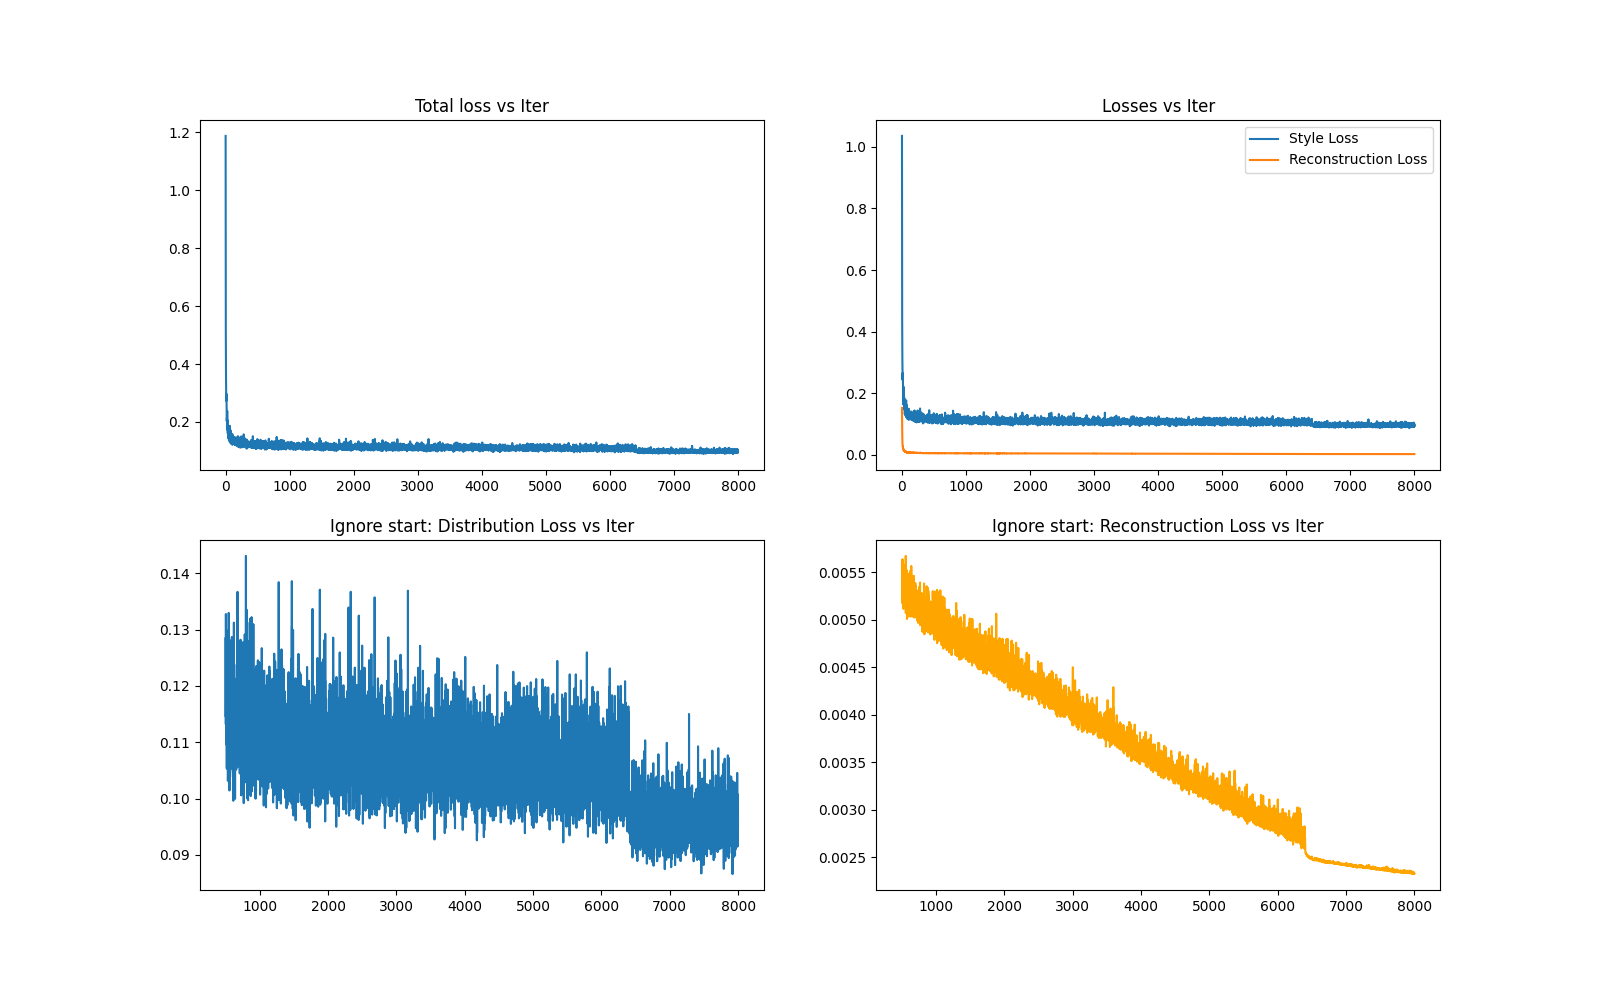 Total loss vs Iter
1.2
1.0
0.8
0.6
0.4
0.2
0 1000 2000 3000 4000 5000 6000 7000 8000
Losses vs Iter
Style Loss
Reconstruction Loss
1.0
0.8
0.6
0.4
0.2
0.0
0 1000 2000 3000 4000 5000 6000 7000 8000
Ignore start: Distribution Loss vs Iter
0.14
0.13
0.12
0.11
0.10
0.09
1000 2000 3000 4000 5000 6000 7000 8000
Ignore start: Reconstruction Loss vs Iter
0.0055
0.0050
0.0045
0.0040
0.0035
0.0030
0.0025
1000 2000 3000 4000 5000 6000 7000 8000